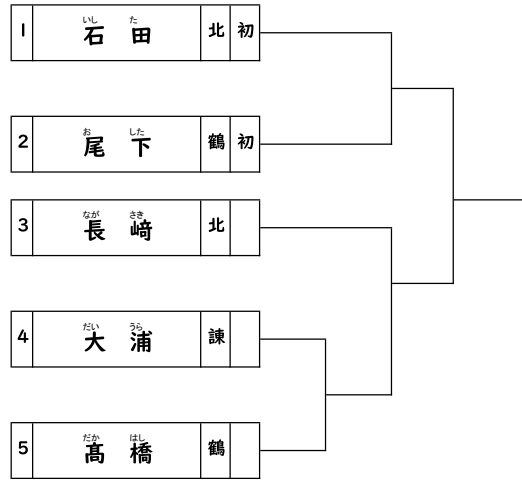 1 石田 北 初
いし た
2 尾下 鶴 初
お した
3 長﨑 北
なが さき
4 大浦 諫
だい うら
5 髙橋 鶴
だか はし